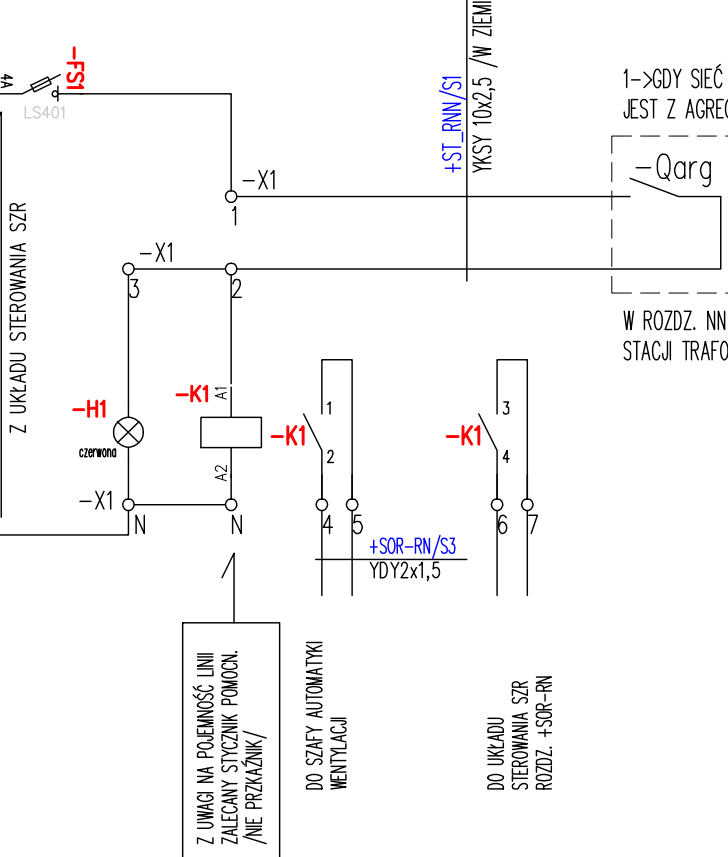 4A
-FS1
LS401
+ST_RNN/S1
YKSY 10x2,5 /W ZIEMI
1->GDY SIEĆ
JEST Z AGREG
-Qarg
W ROZDZ. NN
STACJI TRAFO
Z UKŁADU STEROWANIA SZR
-X1
1
-X1
3
2
-H1
czerwona
-K1
A1
A2
-K1
1
2
-K1
3
4
-X1
N
N
4
5
6
7
+SOR-RN/S3
YDY2x1,5
Z UWAGI NA POJEMNOŚĆ LINII
ZALECANY STYCZNIK POMOCN.
/NIE PRZKAŹNIK/
DO SZAFY AUTOMATYKI
WENTYLACJI
DO UKŁADU
STEROWANIA SZR
ROZDZ. +SOR-RN